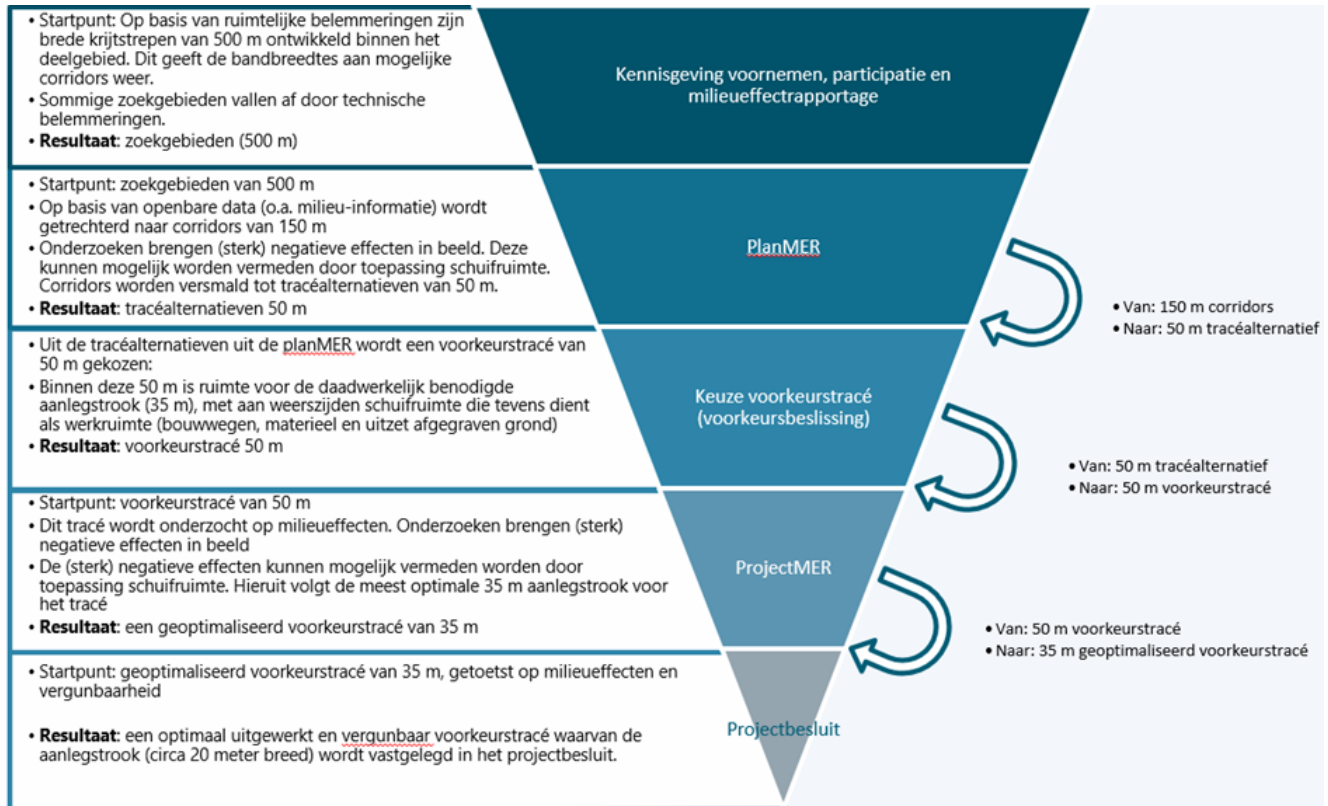 • Startpunt: Op basis van ruimtelijke belemmeringen zijn
brede krijtstrepen van 500 m ontwikkeld binnen het
deelgebied. Dit geeft de bandbreedtes aan mogelijke
corridors weer.
• Sommige zoekgebieden vallen af door technische
belemmeringen.
• Resultaat: zoekgebieden (500 m)
Kennisgeving voornemen, participatie en
milieueffectrapportage
• Startpunt: zoekgebieden van 500 m
• Op basis van openbare data (o.a. milieu-informatie) wordt
getrechterd naar corridors van 150 m
• Onderzoeken brengen (sterk) negatieve effecten in beeld. Deze
kunnen mogelijk worden vermeden door toepassing schuifruimte.
Corridors worden versmald tot tracéalternatieven van 50 m.
• Resultaat: tracéalternatieven 50 m
PlanMER
• Van: 150 m corridors
• Naar: 50 m tracéalternatief
• Uit de tracéalternatieven uit de planMER wordt een voorkeurstracé van
50 m gekozen:
• Binnen deze 50 m is ruimte voor de daadwerkelijk benodigde
aanlegstrook (35 m), met aan weerszijden schuifruimte die tevens dient
als werkruimte (bouwwegen, materieel en uitzet afgegraven grond)
• Resultaat: voorkeurstracé 50 m
Keuze voorkeurstracé
(voorkeursbeslissing)
• Van: 50 m tracéalternatief
• Naar: 50 m voorkeurstracé
• Startpunt: voorkeurstracé van 50 m
• Dit tracé wordt onderzocht op milieueffecten. Onderzoeken brengen (sterk)
negatieve effecten in beeld
• De (sterk) negatieve effecten kunnen mogelijk vermeden worden door
toepassing schuifruimte. Hieruit volgt de meest optimale 35 m aanlegstrook voor
het tracé
• Resultaat: een geoptimaliseerd voorkeurstracé van 35 m
ProjectMER
• Van: 50 m voorkeurstracé
• Naar: 35 m geoptimaliseerd voorkeurstracé
• Startpunt: geoptimaliseerd voorkeurstracé van 35 m, getoetst op milieueffecten en
vergunbaarheid
• Resultaat: een optimaal uitgewerkt en vergunbaar voorkeurstracé waarvan de
aanlegstrook (circa 20 meter breed) wordt vastgelegd in het projectbesluit.
Projectbesluit